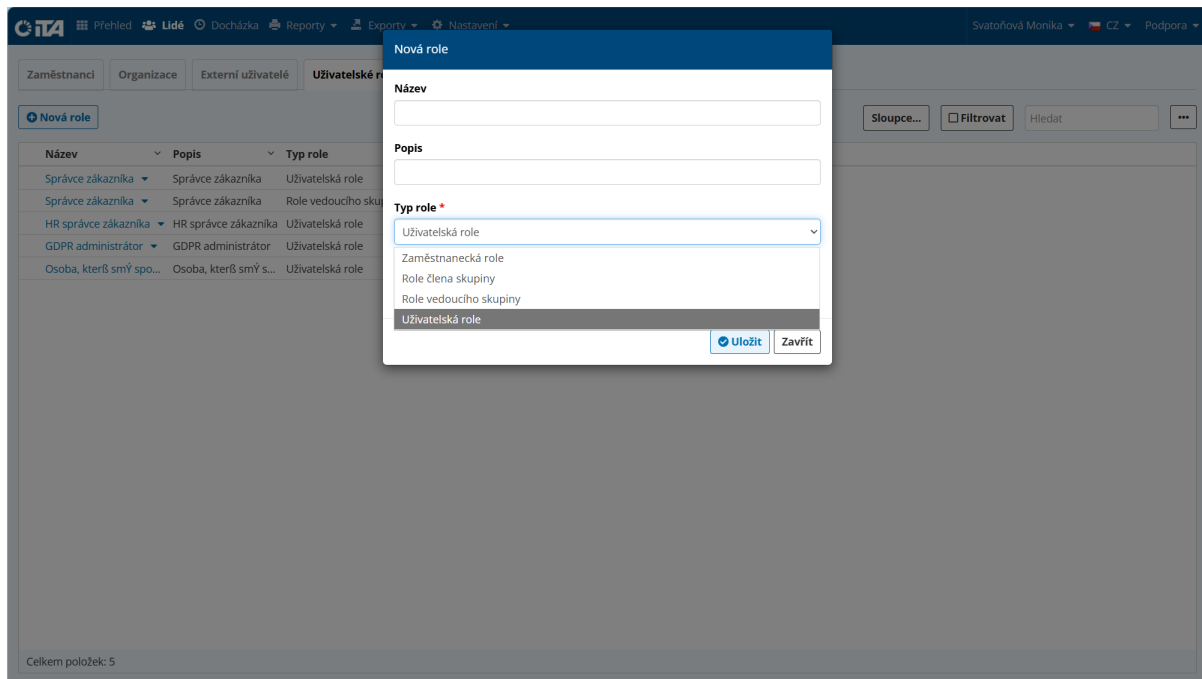 iTA Přehled Lidé Docházka Reporty Exporty Nastavení Svatoňová Monika CZ Podpora
Zaměstnanci Organizace Externí uživatelé Uživatelské
Nová role Sloupce... Filtrovat Hledat ...
Název Popis Typ role
Správce zákazníka Správce zákazníka Uživatelská role
Správce zákazníka Správce zákazníka Role vedoucího
HR správce zákazníka HR správce zákazníka Uživatelská role
GDPR administrátor GDPR administrátor Uživatelská role
Osoba, kterß smÝ spo... Osoba, kterß smÝ s... Uživatelská role
Celkem položek: 5
Nová role
Název
Popis
Typ role *
Uživatelská role
Zaměstnanecká role
Role člena skupiny
Role vedoucího skupiny
Uživatelská role
Uložit Zavřít